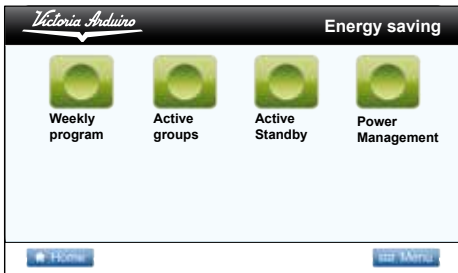 Victoria Arduino
Energy saving
Weekly
program
Active
groups
Active
Standby
Power
Management
Home
Menu